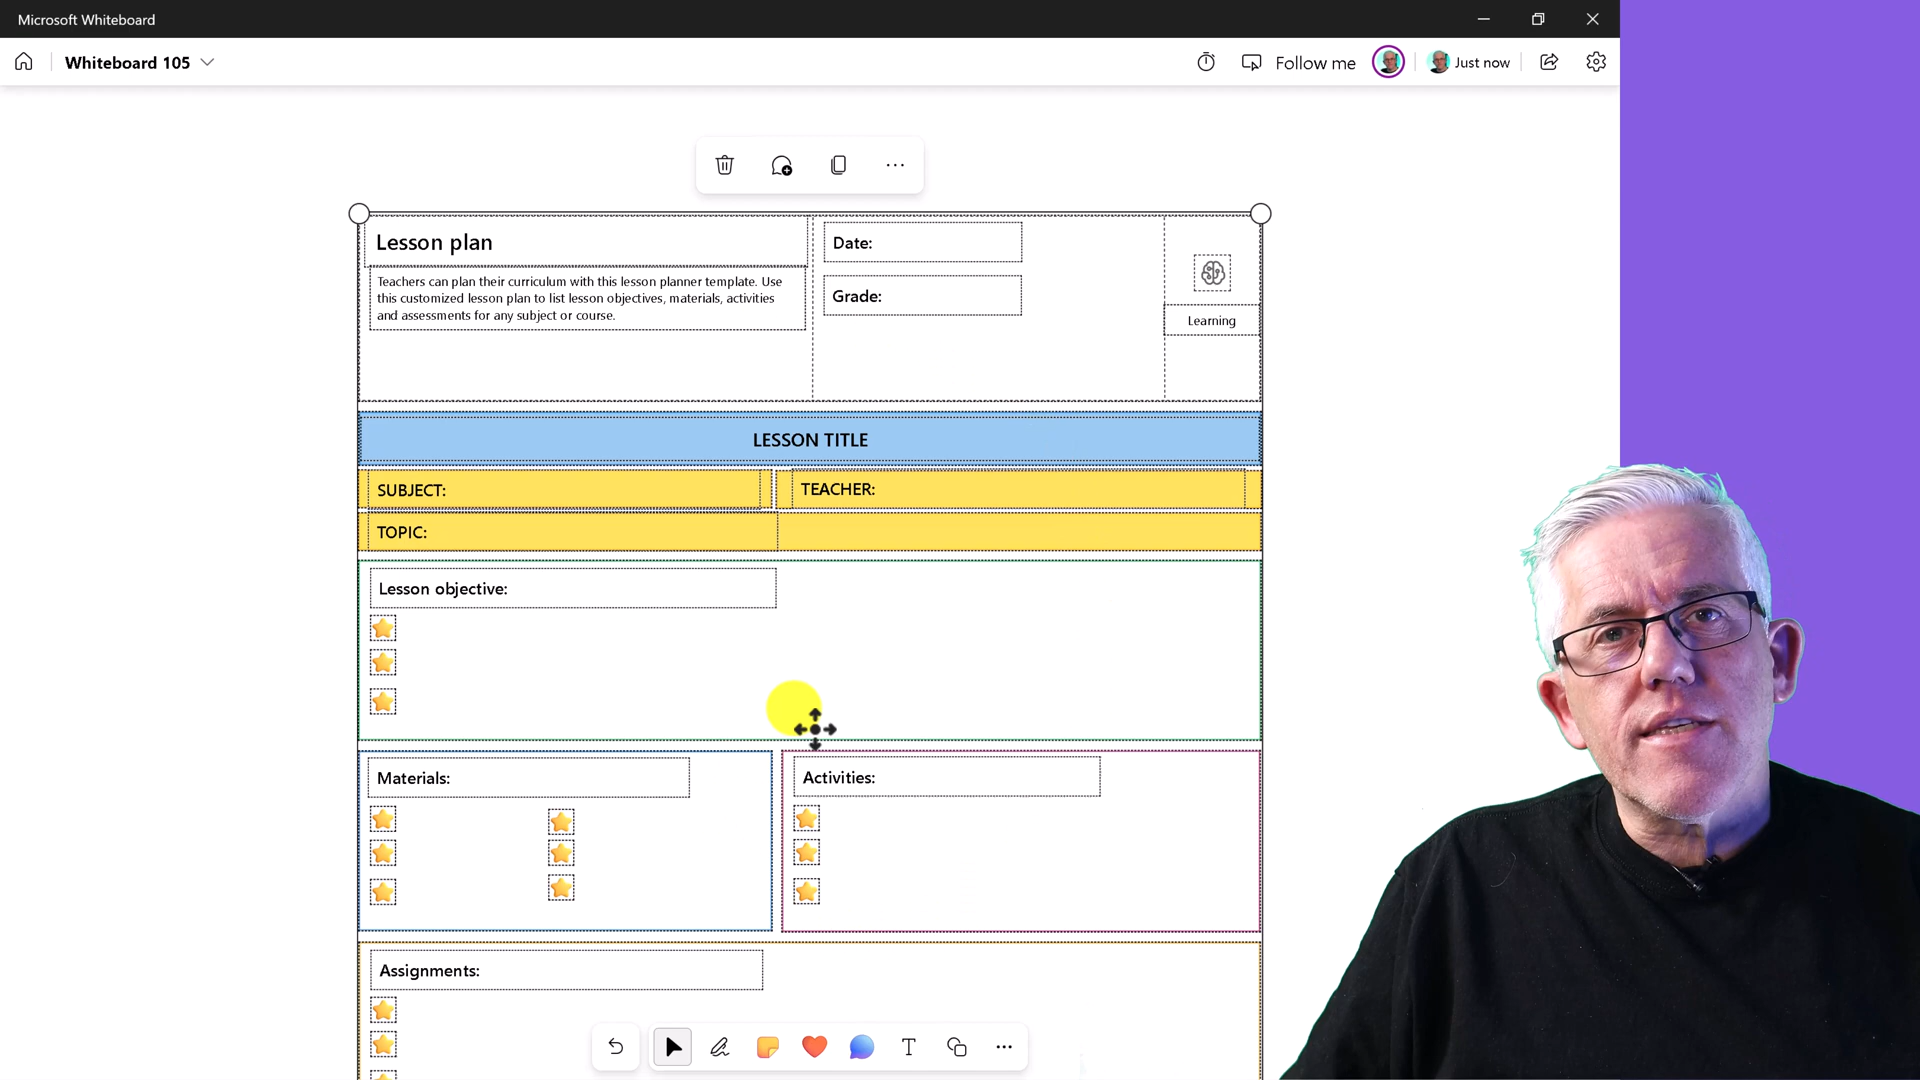 Microsoft Whiteboard
Whiteboard 105
Follow me
Just now
Lesson plan
Teachers can plan their curriculum with this lesson planner template. Use
this customized lesson plan to list lesson objectives, materials, activities
and assessments for any subject or course.
Date:
Grade:
Learning
LESSON TITLE
SUBJECT:
TEACHER:
TOPIC:
Lesson objective:
Materials:
Activities:
Assignments:
T